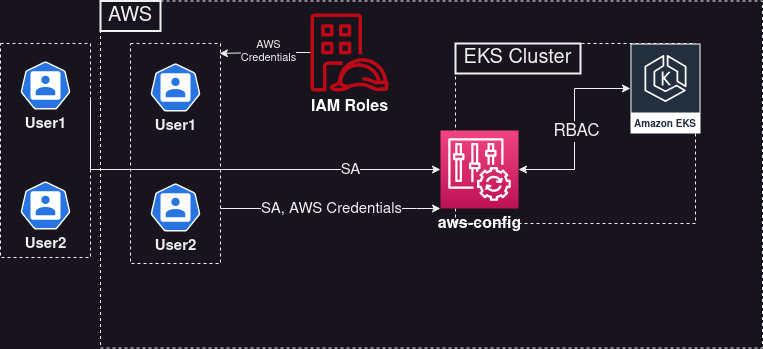 AWS
AWS
Credentials
IAM Roles
EKS Cluster
Amazon EKS
User1
User1
RBAC
SA
User2
User2
SA, AWS Credentials
aws-config